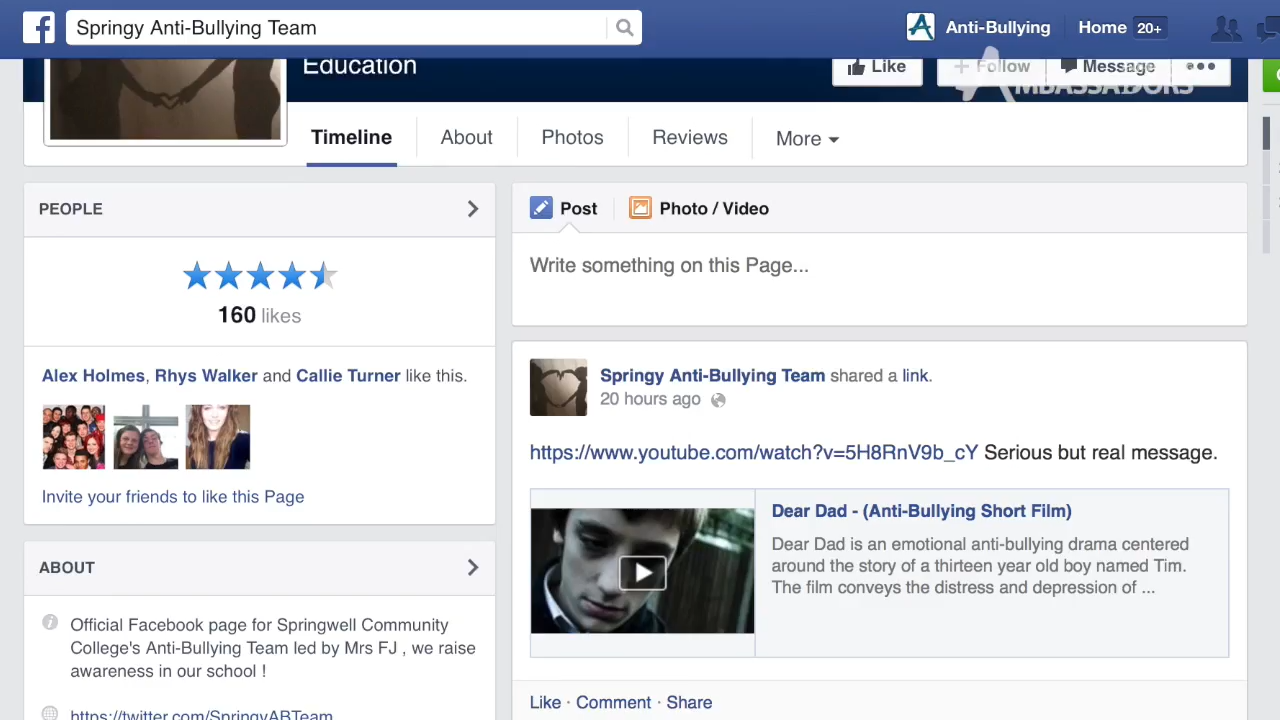 Springy Anti-Bullying Team
Anti-Bullying
Home 20+
Education
Like
Follow
Message
AMBASSADORS
Timeline
About
Photos
Reviews
More
PEOPLE
160 likes
Alex Holmes, Rhys Walker and Callie Turner like this.
Invite your friends to like this Page
ABOUT
Official Facebook page for Springwell Community
College's Anti-Bullying Team led by Mrs FJ , we raise
awareness in our school !
https://twitter.com/SpringyABTeam
Post
Photo / Video
Write something on this Page...
Springy Anti-Bullying Team shared a link.
20 hours ago
https://www.youtube.com/watch?v=5H8RnV9b_cY Serious but real message.
Dear Dad - (Anti-Bullying Short Film)
Dear Dad is an emotional anti-bullying drama centered
around the story of a thirteen year old boy named Tim.
The film conveys the distress and depression of ...
Like · Comment · Share